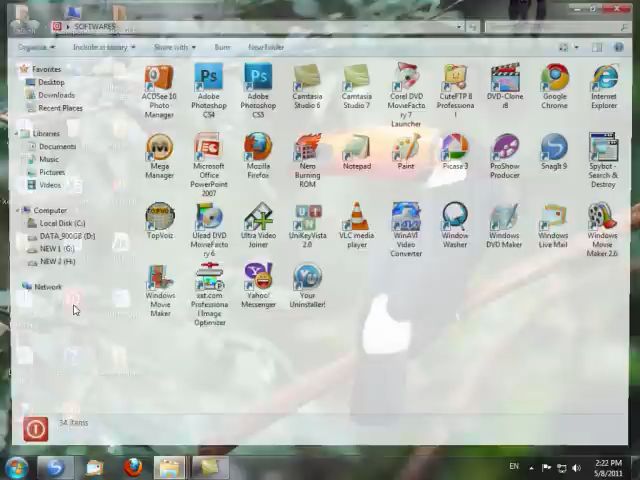 SOFTWARES
Organize Include in library Share with Burn New folder
Favorites
Desktop
Downloads
Recent Places
Libraries
Documents
Music
Pictures
Videos
Computer
Local Disk (C:)
DATA_900GB (D:)
NEW 1 (G:)
NEW 2 (H:)
Network
ACDSee 10 Photo Manager
Adobe Photoshop CS4
Adobe Photoshop CS3
Camtasia Studio 6
Camtasia Studio 7
Corel DVD MovieFactory 7 Launcher
CuteFTP 8 Professional
DVD-Clone
Google Chrome
Internet Explorer
Mega Manager
Microsoft Office PowerPoint 2007
Mozilla Firefox
Nero Burning ROM
Notepad
Paint
Picasa 3
ProShow Producer
SnagIt 9
Spybot - Search & Destroy
TopVoiz
Ulead DVD MovieFactory 6
Ultra Video Joiner
UniKeyVista 2.0
VLC media player
WinAVI Video Converter
Window Washer
Windows DVD Maker
Windows Live Mail
Windows Movie Maker 2.6
Windows Movie Maker
xat.com Professional Image Optimizer
Yahoo! Messenger
Your Uninstaller!
34 items
EN
2:22 PM
5/8/2011